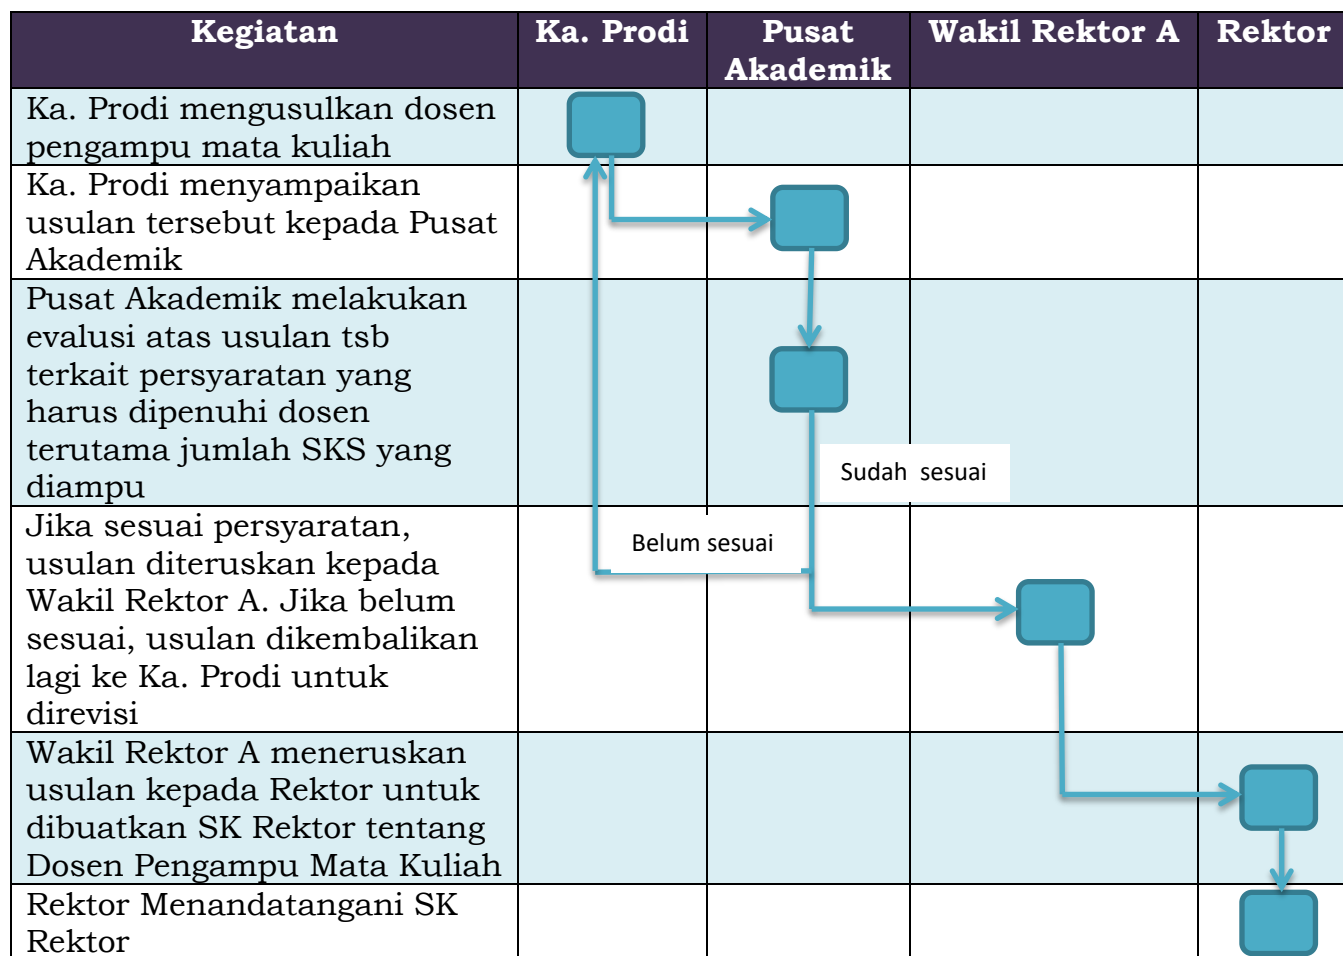 Kegiatan
Ka. Prodi
Pusat
Akademik
Wakil Rektor A
Rektor
Ka. Prodi mengusulkan dosen
pengampu mata kuliah
Ka. Prodi menyampaikan
usulan tersebut kepada Pusat
Akademik
Pusat Akademik melakukan
evalusi atas usulan tsb
terkait persyaratan yang
harus dipenuhi dosen
terutama jumlah SKS yang
diampu
Sudah sesuai
Jika sesuai persyaratan,
usulan diteruskan kepada
Wakil Rektor A. Jika belum
sesuai, usulan dikembalikan
lagi ke Ka. Prodi untuk
direvisi
Belum sesuai
Wakil Rektor A meneruskan
usulan kepada Rektor untuk
dibuatkan SK Rektor tentang
Dosen Pengampu Mata Kuliah
Rektor Menandatangani SK
Rektor